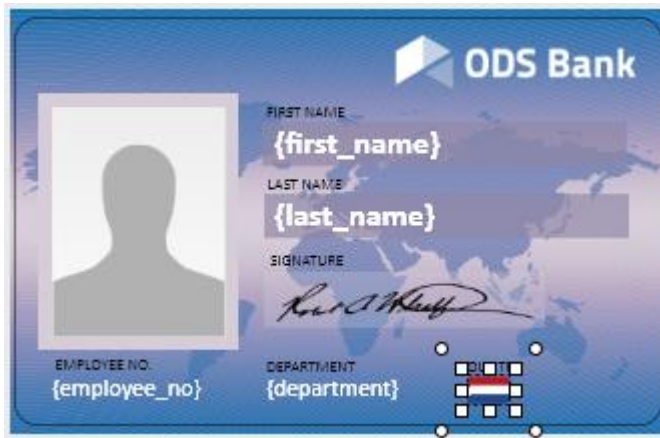 ODS Bank
FIRST NAME
{first_name}
LAST NAME
{last_name}
SIGNATURE
EMPLOYEE NO.
DEPARTMENT
{employee_no}
{department}